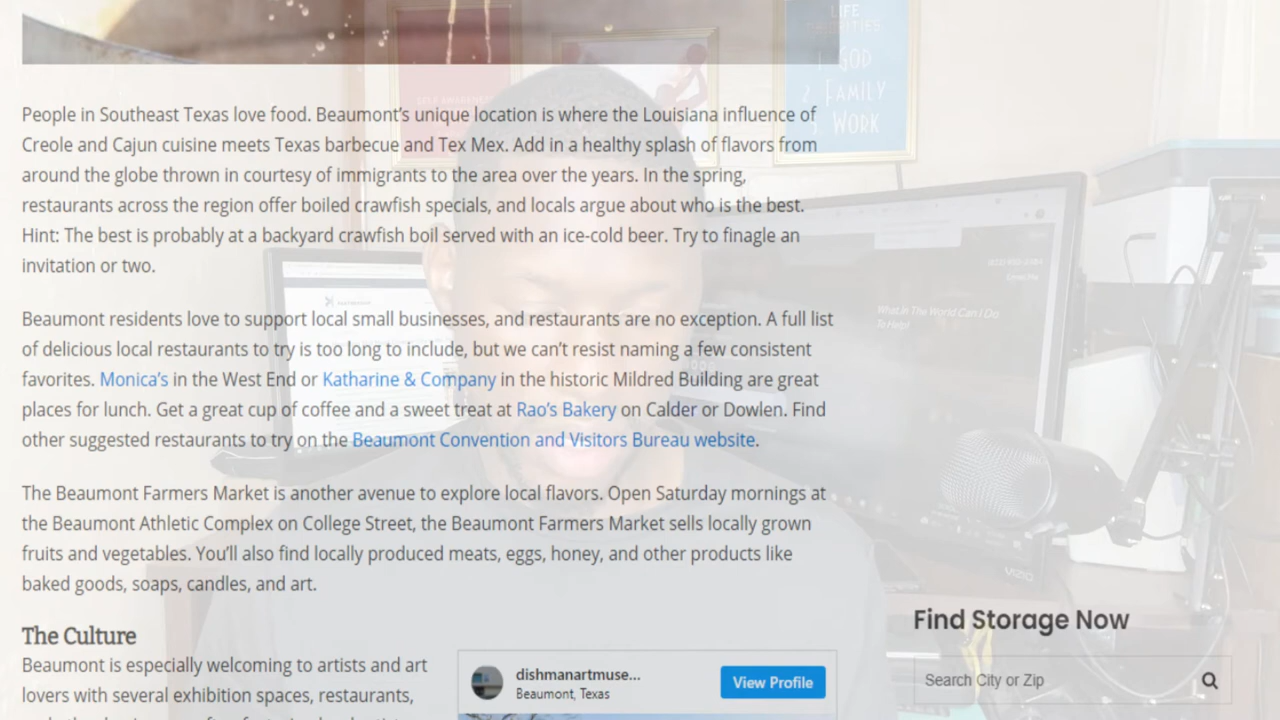 LIFE
PRIORITIES
1. GOD
2. FAMILY
3. WORK
People in Southeast Texas love food. Beaumont's unique location is where the Louisiana influence of
Creole and Cajun cuisine meets Texas barbecue and Tex Mex. Add in a healthy splash of flavors from
around the globe thrown in courtesy of immigrants to the area over the years. In the spring,
restaurants across the region offer boiled crawfish specials, and locals argue about who is the best.
Hint: The best is probably at a backyard crawfish boil served with an ice-cold beer. Try to finagle an
invitation or two.
Beaumont residents love to support local small businesses, and restaurants are no exception. A full list
of delicious local restaurants to try is too long to include, but we can't resist naming a few consistent
favorites. Monica's in the West End or Katharine & Company in the historic Mildred Building are great
places for lunch. Get a great cup of coffee and a sweet treat at Rao's Bakery on Calder or Dowlen. Find
other suggested restaurants to try on the Beaumont Convention and Visitors Bureau website.
What In The World Can I Do
To Help!
The Beaumont Farmers Market is another avenue to explore local flavors. Open Saturday mornings at
the Beaumont Athletic Complex on College Street, the Beaumont Farmers Market sells locally grown
fruits and vegetables. You'll also find locally produced meats, eggs, honey, and other products like
baked goods, soaps, candles, and art.
VIZIO
The Culture
Beaumont is especially welcoming to artists and art
lovers with several exhibition spaces, restaurants,
dishmanartmuse...
Beaumont, Texas
View Profile
Find Storage Now
Search City or Zip